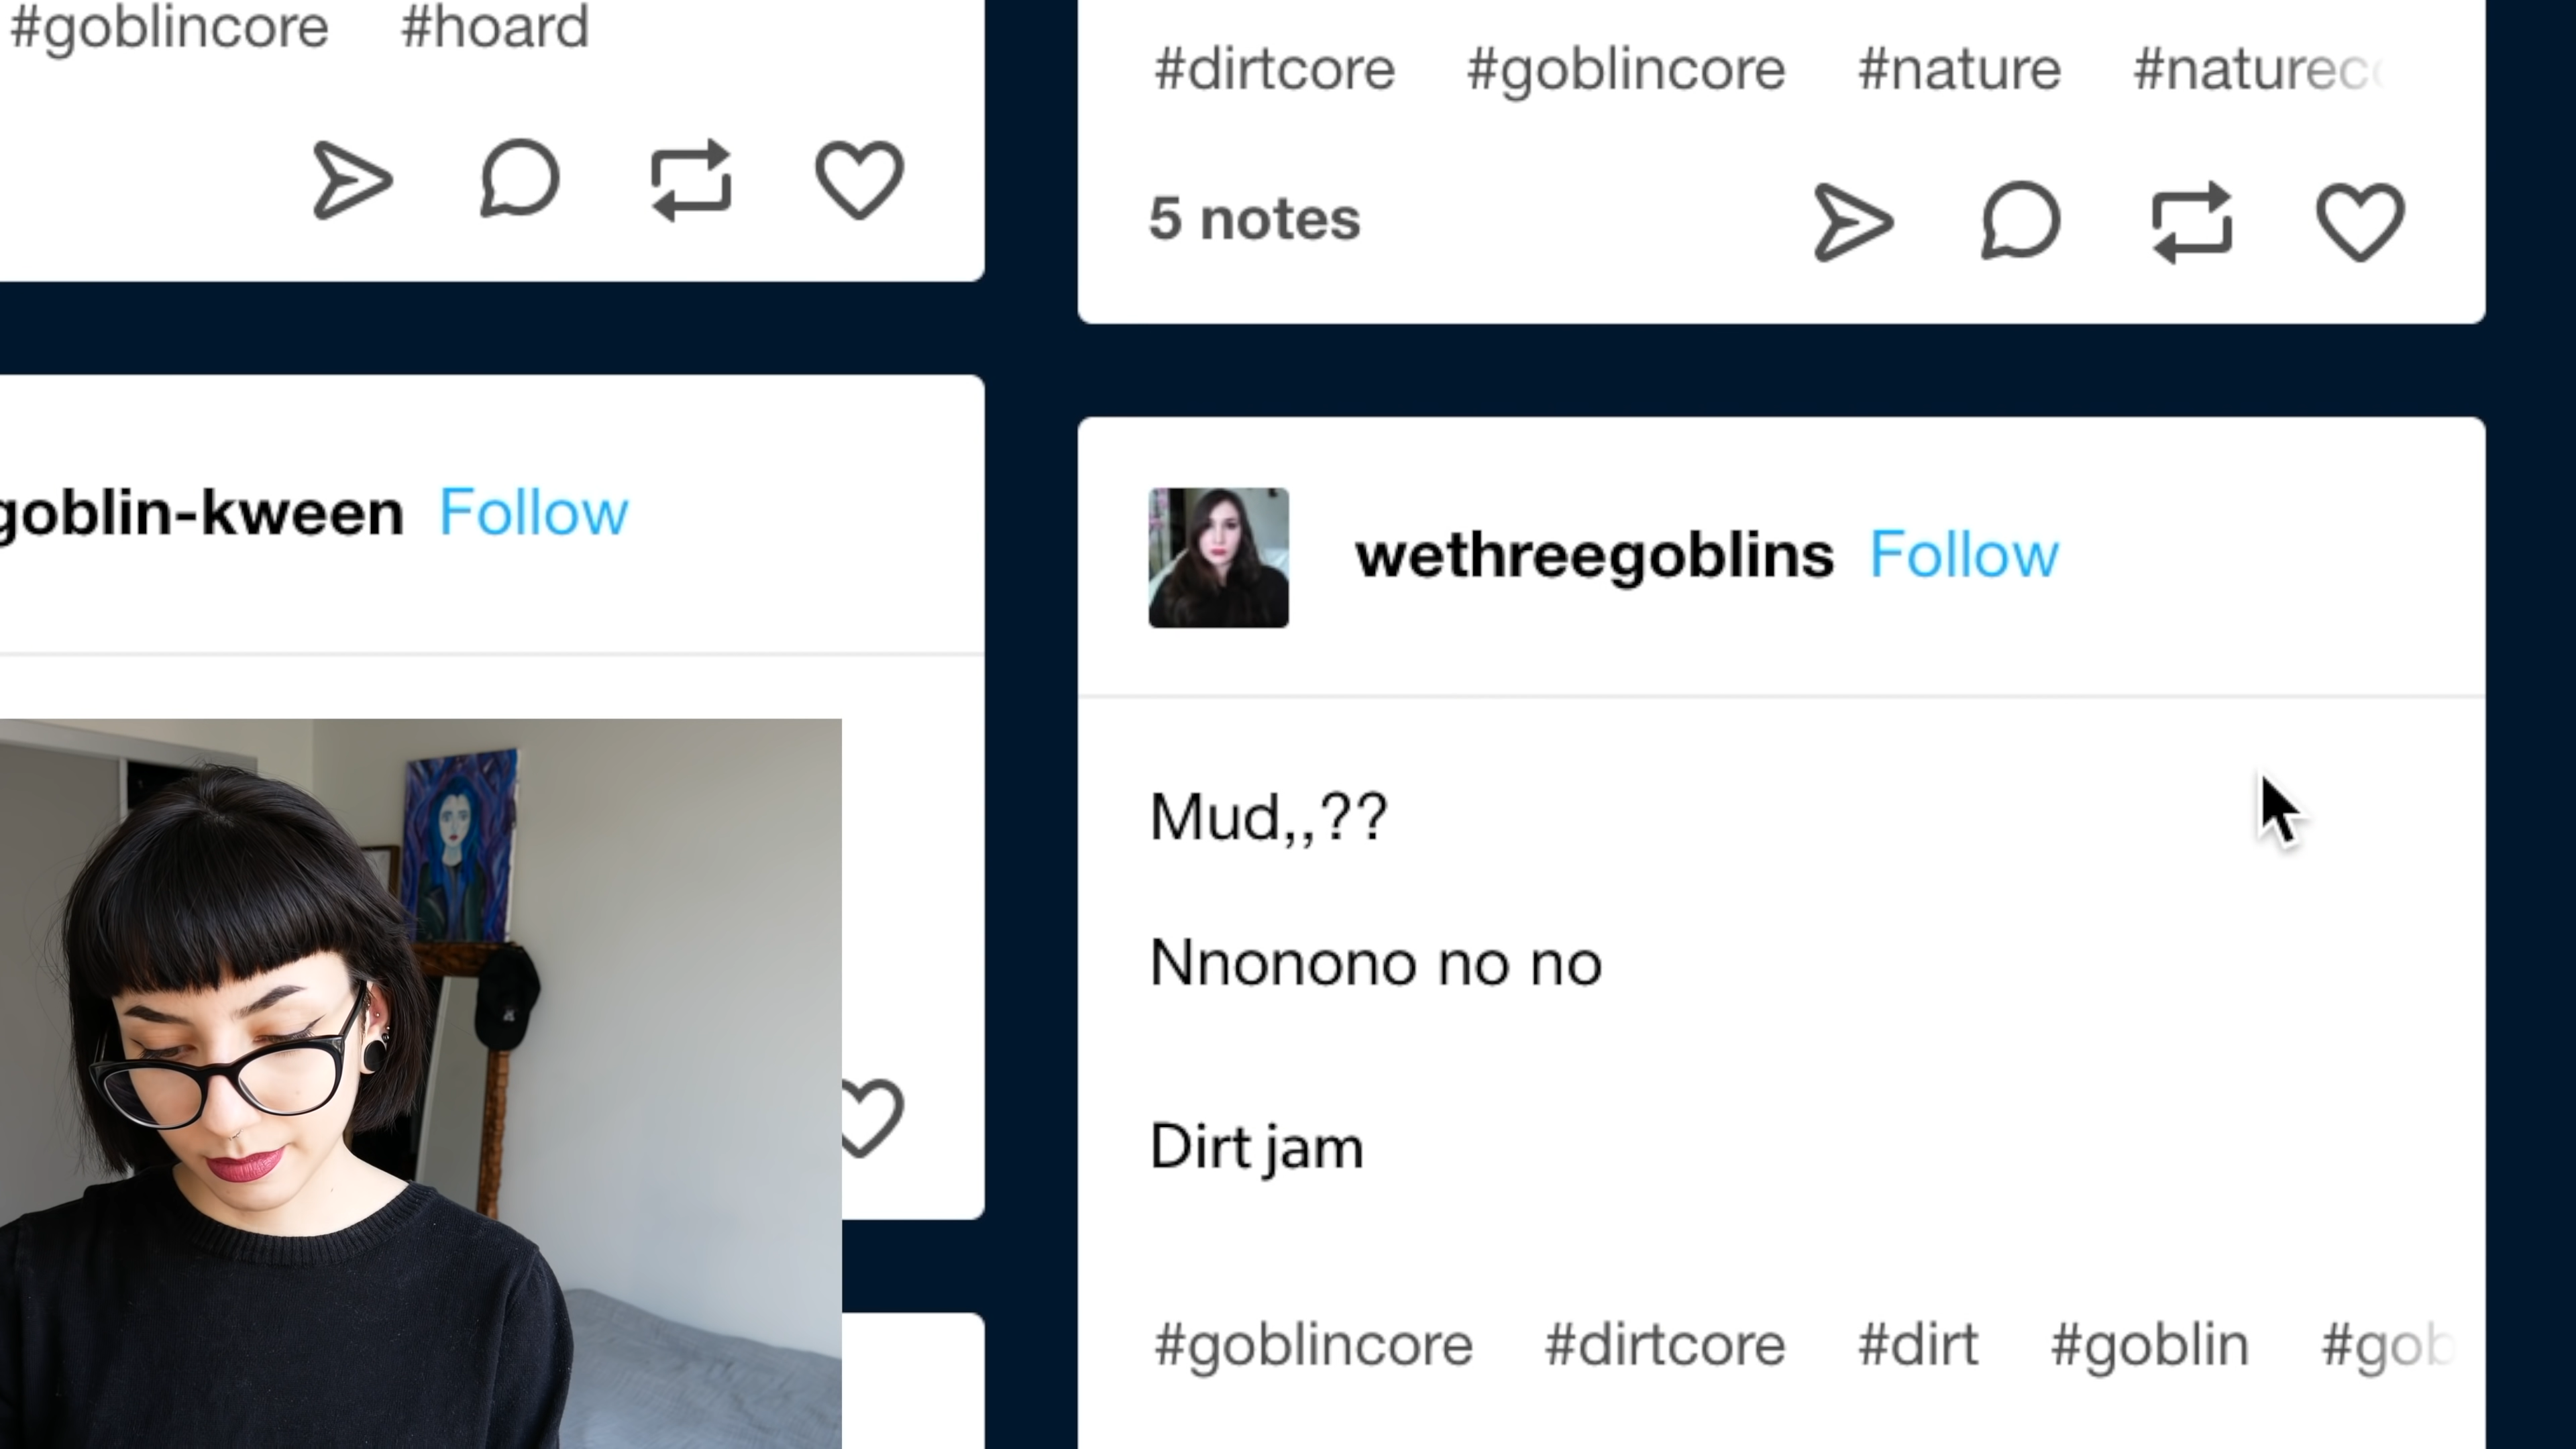 #goblincore #hoard
goblin-kween Follow
#dirtcore #goblincore #nature
5 notes
wethreegoblins Follow
Mud,,??
Nnonono no no
Dirt jam
#goblincore #dirtcore #dirt #goblin #gob